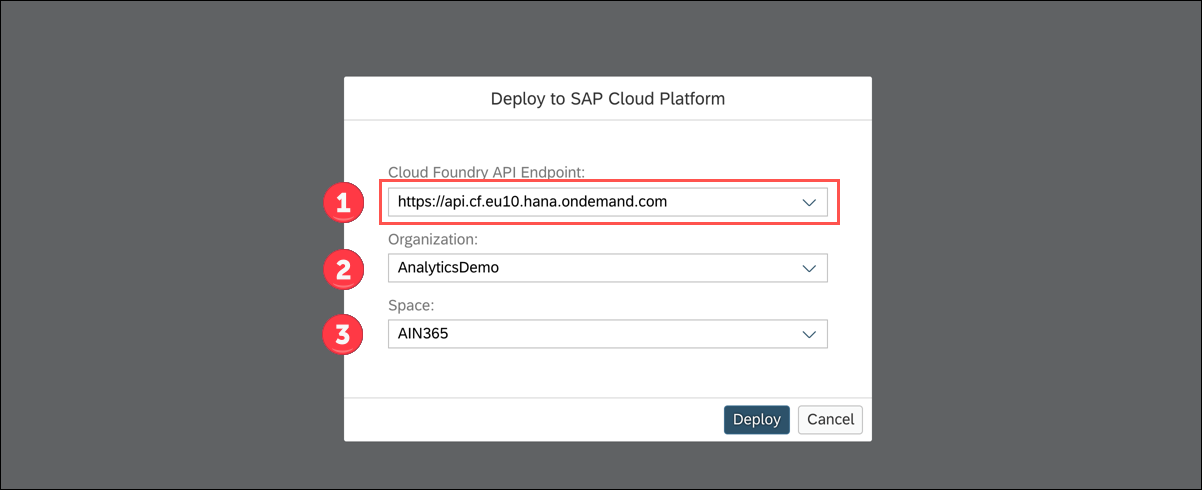 Deploy to SAP Cloud Platform
Cloud Foundry API Endpoint:
1 https://api.cf.eu10.hana.ondemand.com
Organization:
2 AnalyticsDemo
Space:
3 AIN365
Deploy Cancel